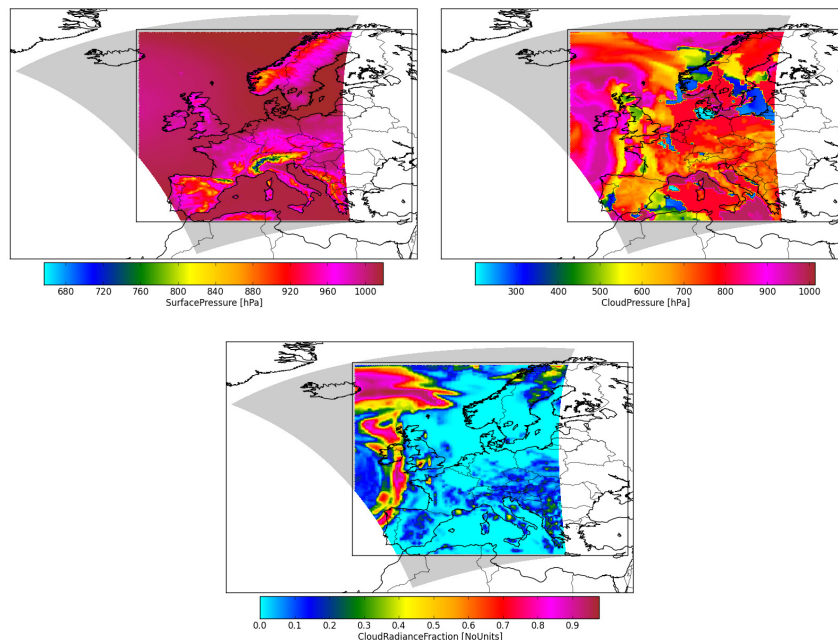 680 720 760 800 840 880 920 960 1000
SurfacePressure [hPa]
300 400 500 600 700 800 900 1000
CloudPressure [hPa]
0.0 0.1 0.2 0.3 0.4 0.5 0.6 0.7 0.8 0.9
CloudRadianceFraction [NoUnits]